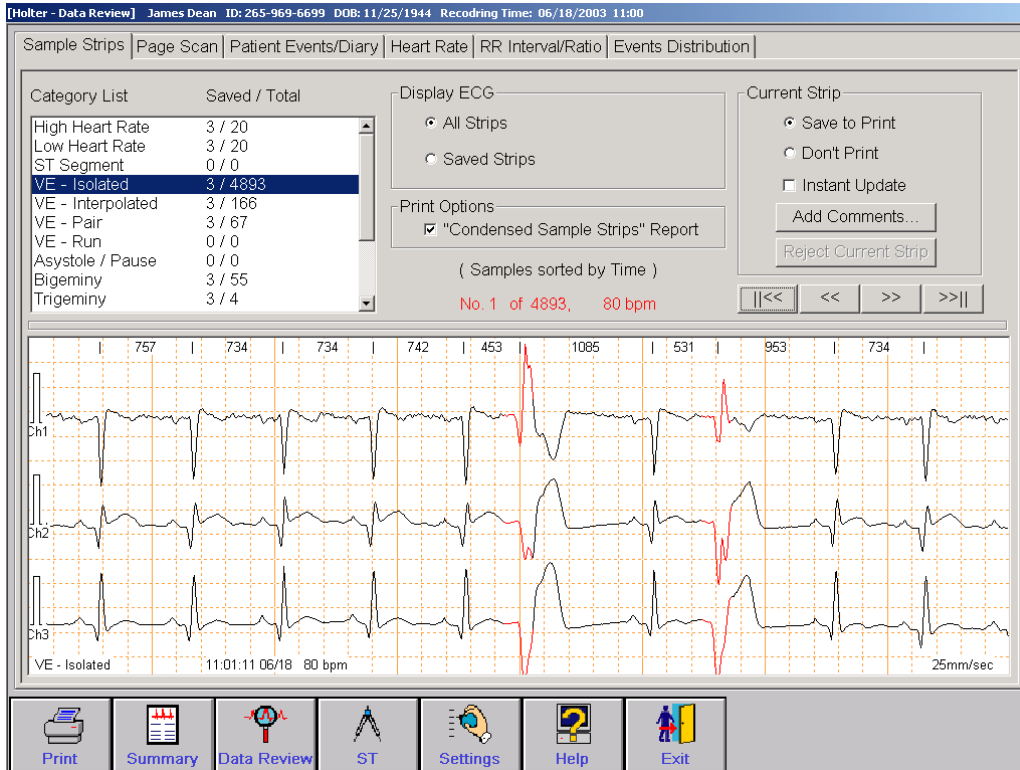 [Holter - Data Review] James Dean ID: 265-969-6699 DOB: 11/25/1944 Recodring Time: 06/18/2003 11:00
Sample Strips Page Scan Patient Events/Diary Heart Rate RR Interval/Ratio Events Distribution
Category List Saved / Total
High Heart Rate 3 / 20
Low Heart Rate 3 / 20
ST Segment 0 / 0
VE - Isolated 3 / 4893
VE - Interpolated 3 / 166
VE - Pair 3 / 67
VE - Run 0 / 0
Asystole / Pause 0 / 0
Bigeminy 3 / 55
Trigeminy 3 / 4
Display ECG
All Strips
Saved Strips
Print Options
"Condensed Sample Strips" Report
( Samples sorted by Time )
No. 1 of 4893, 80 bpm
Current Strip
Save to Print
Don't Print
Instant Update
Add Comments...
Reject Current Strip
||<< << >> >>||
757 734 734 742 453 1085 531 953 734
Ch1
Ch2
Ch3
VE - Isolated 11:01:11 06/18 80 bpm 25mm/sec
Print Summary Data Review ST Settings Help Exit